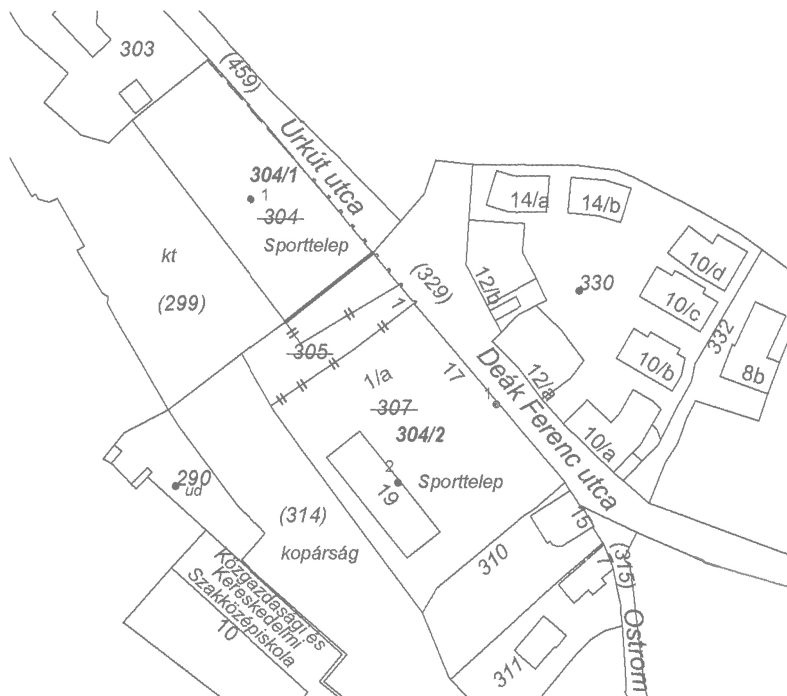 303
(459)
Úrkút utca
304/1
1
304
Sporttelep
kt
(299)
(329)
14/a
14/b
10/d
12/b
330
10/c
332
10/b
8b
1
305
1/a
17
1
Deák Ferenc utca
12/a
307
304/2
10/a
2
19
Sporttelep
290
ud
(314)
kopárság
15
310
7
(315)
Ostrom
311
Közgazdasági és
Kereskedelmi
Szakközépiskola
10